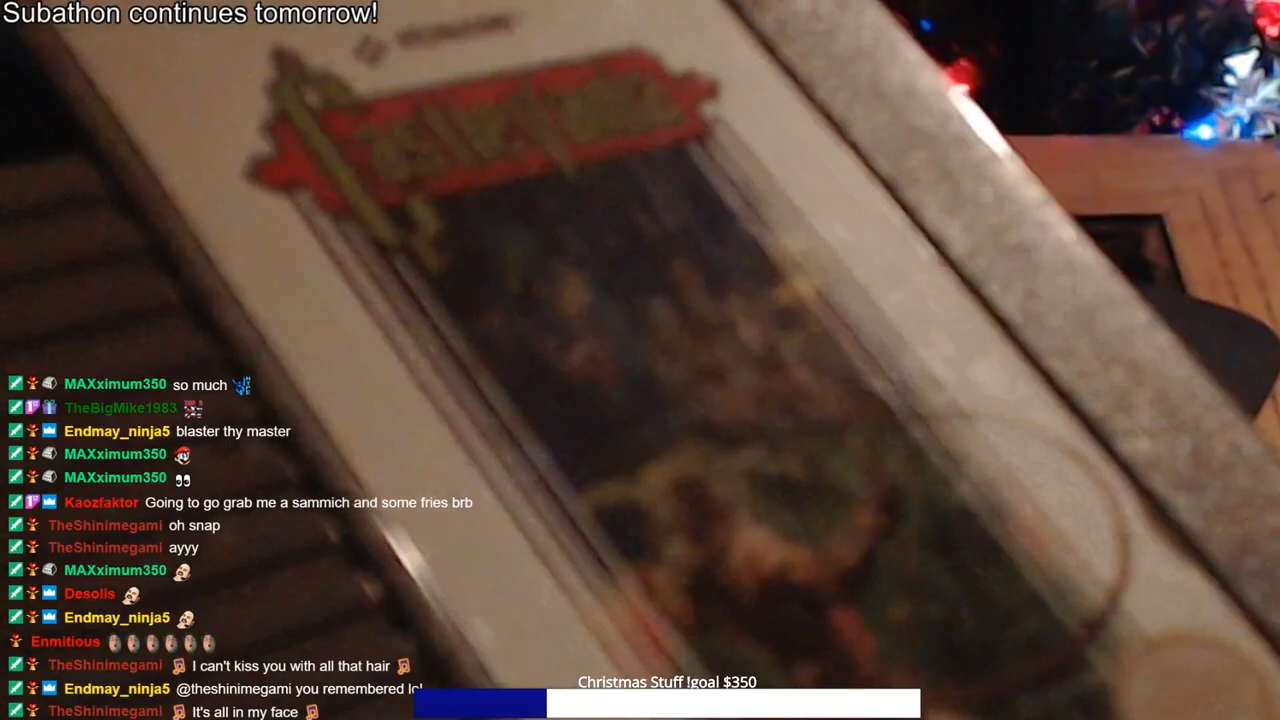 Subathon continues tomorrow!
MAXximum350 so much
TheBigMike1983
Endmay_ninja5 blaster thy master
MAXximum350
MAXximum350
Kaozfaktor Going to go grab me a sammich and some fries brb
TheShinimegami oh snap
TheShinimegami ayyy
MAXximum350
Desolis
Endmay_ninja5
Enmitious
TheShinimegami I can't kiss you with all that hair
Endmay_ninja5 @theshinimegami you remembered lol
TheShinimegami It's all in my face
Christmas Stuff !goal $350